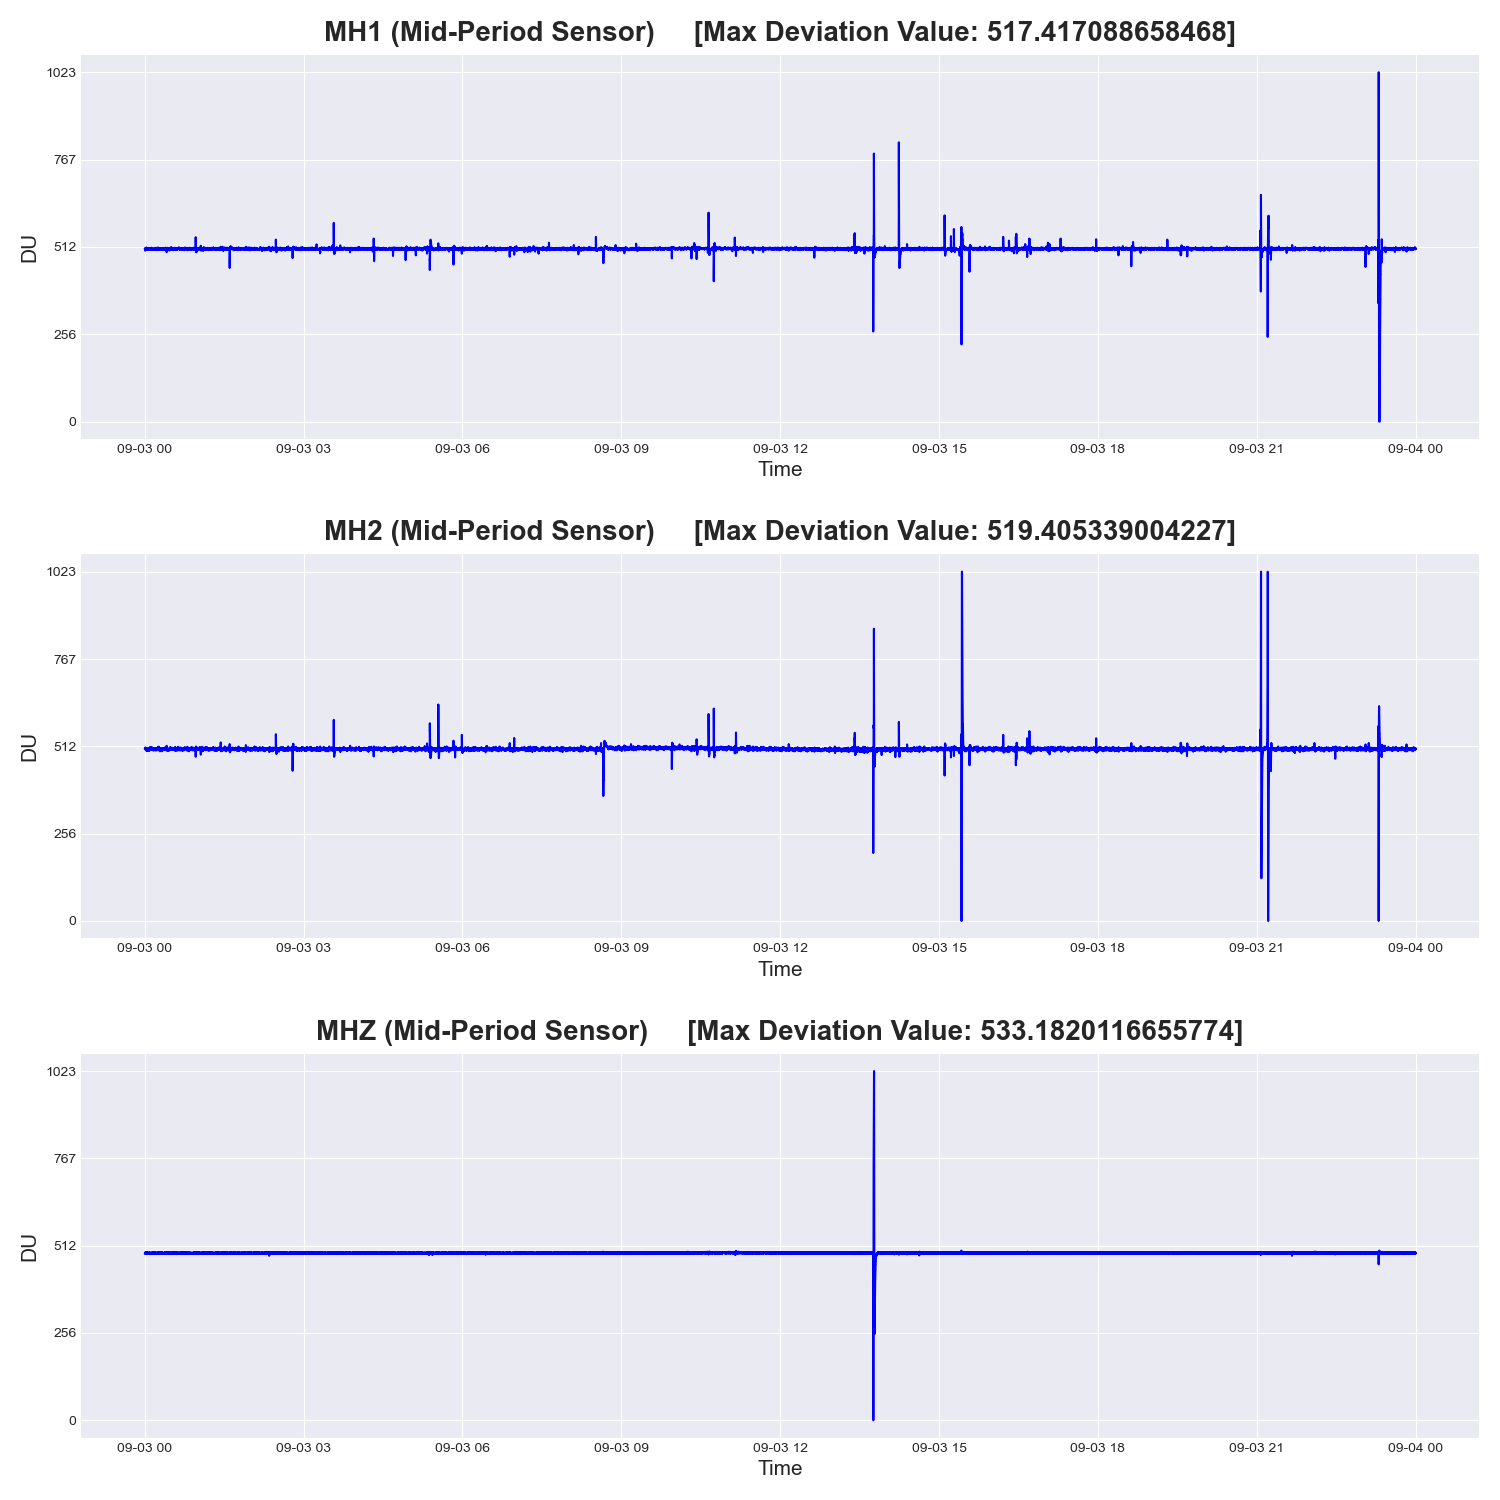 MH1 (Mid-Period Sensor) [Max Deviation Value: 517.417088658468]
1023
767
512
256
0
DU
09-03 00 09-03 03 09-03 06 09-03 09 09-03 12 09-03 15 09-03 18 09-03 21 09-04 00
Time
MH2 (Mid-Period Sensor) [Max Deviation Value: 519.405339004227]
1023
767
512
256
0
DU
09-03 00 09-03 03 09-03 06 09-03 09 09-03 12 09-03 15 09-03 18 09-03 21 09-04 00
Time
MHZ (Mid-Period Sensor) [Max Deviation Value: 533.1820116655774]
1023
767
512
256
0
DU
09-03 00 09-03 03 09-03 06 09-03 09 09-03 12 09-03 15 09-03 18 09-03 21 09-04 00
Time